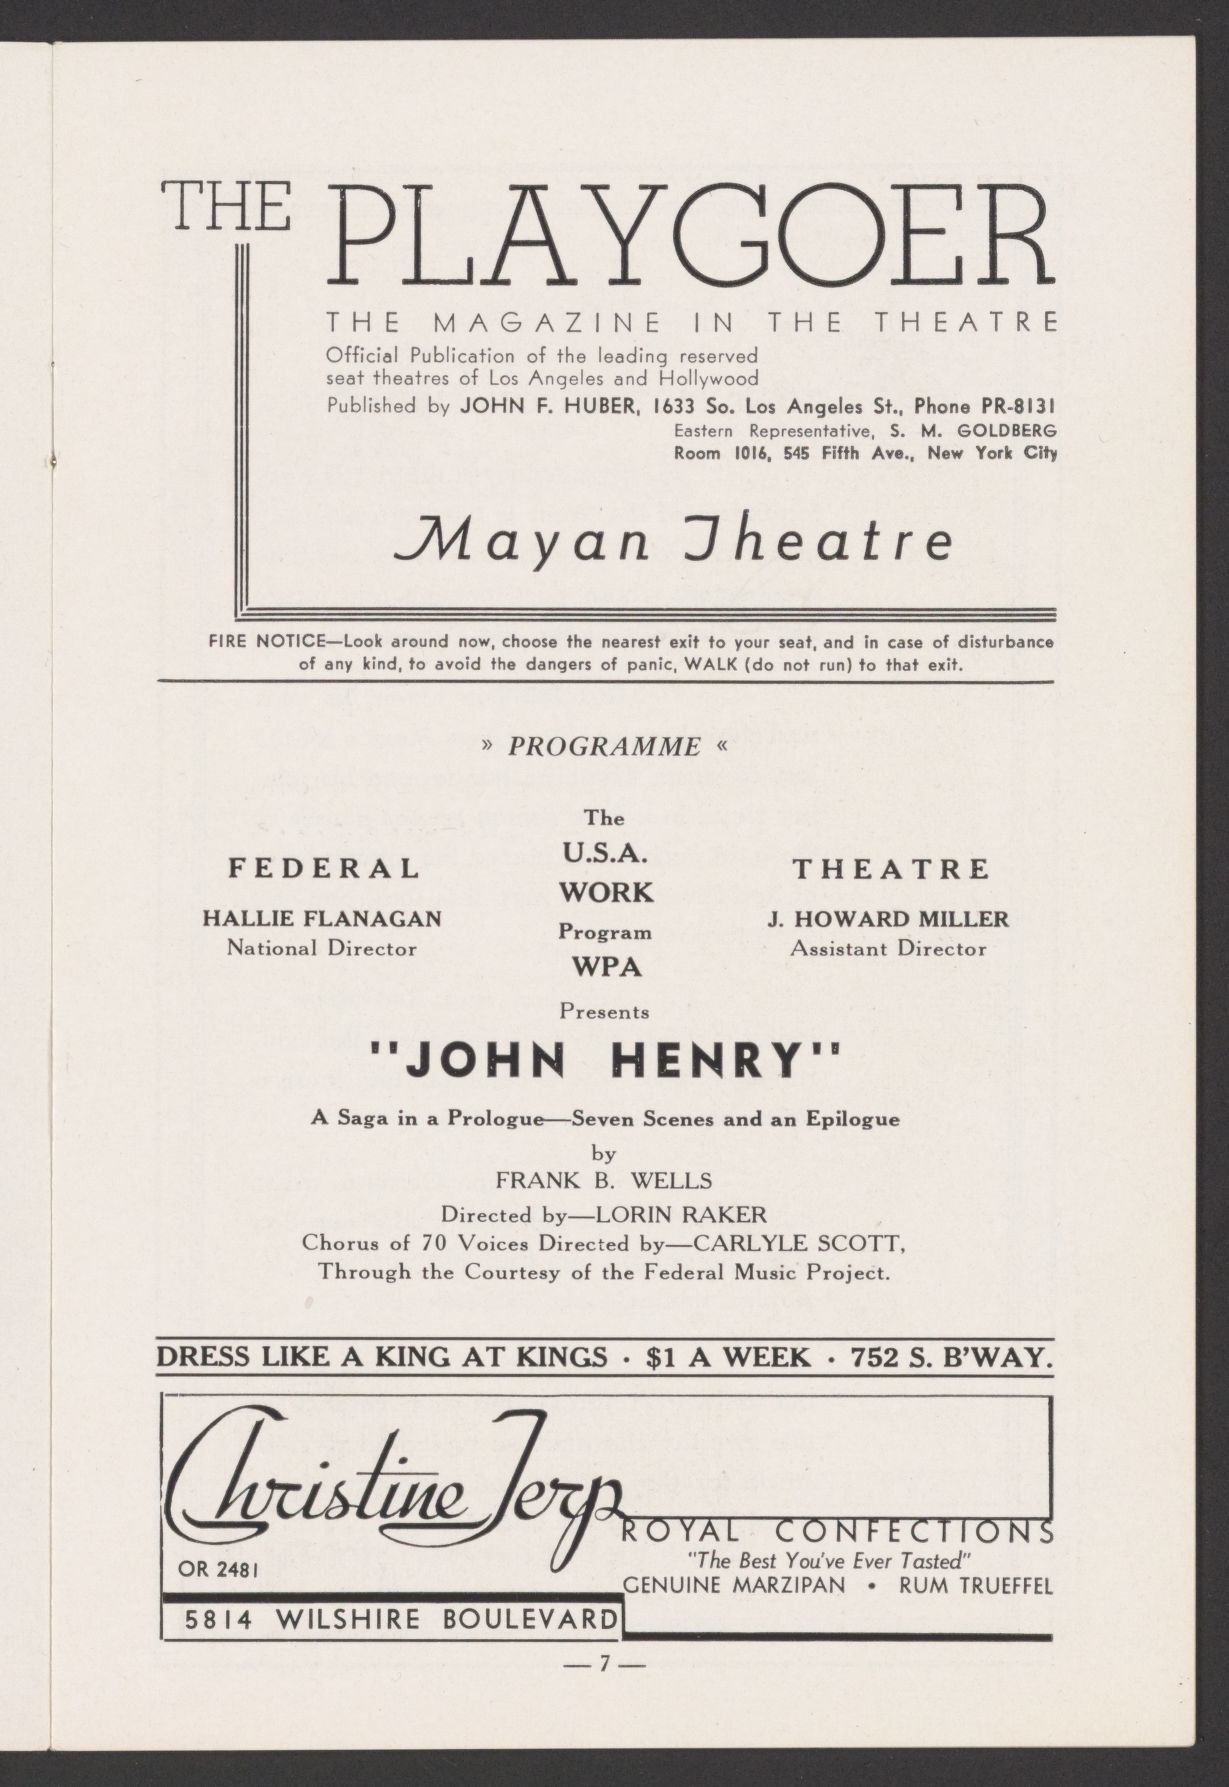 THE PLAYGOER
THE MAGAZINE IN THE THEATRE
Official Publication of the leading reserved
seat theatres of Los Angeles and Hollywood
Published by JOHN F. HUBER, 1633 So. Los Angeles St., Phone PR-8131
Eastern Representative, S. M. GOLDBERG
Room 1016, 545 Fifth Ave., New York City
Mayan Theatre
FIRE NOTICE—Look around now, choose the nearest exit to your seat, and in case of disturbance
of any kind, to avoid the dangers of panic, WALK (do not run) to that exit.
» PROGRAMME «
The
U.S.A.
WORK
Program
WPA
FEDERAL
HALLIE FLANAGAN
National Director
THEATRE
J. HOWARD MILLER
Assistant Director
Presents
"JOHN HENRY"
A Saga in a Prologue—Seven Scenes and an Epilogue
by
FRANK B. WELLS
Directed by—LORIN RAKER
Chorus of 70 Voices Directed by—CARLYLE SCOTT,
Through the Courtesy of the Federal Music Project.
DRESS LIKE A KING AT KINGS · $1 A WEEK · 752 S. B'WAY.
Christine Jerp
ROYAL CONFECTIONS
"The Best You've Ever Tasted"
GENUINE MARZIPAN • RUM TRUEFFEL
OR 2481
5814 WILSHIRE BOULEVARD
— 7 —